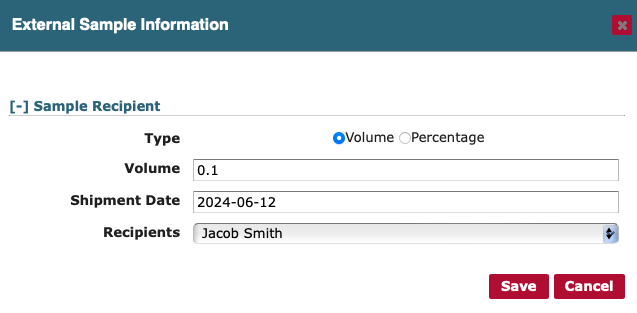 External Sample Information
[-] Sample Recipient
Type Volume Percentage
Volume 0.1
Shipment Date 2024-06-12
Recipients Jacob Smith
Save Cancel